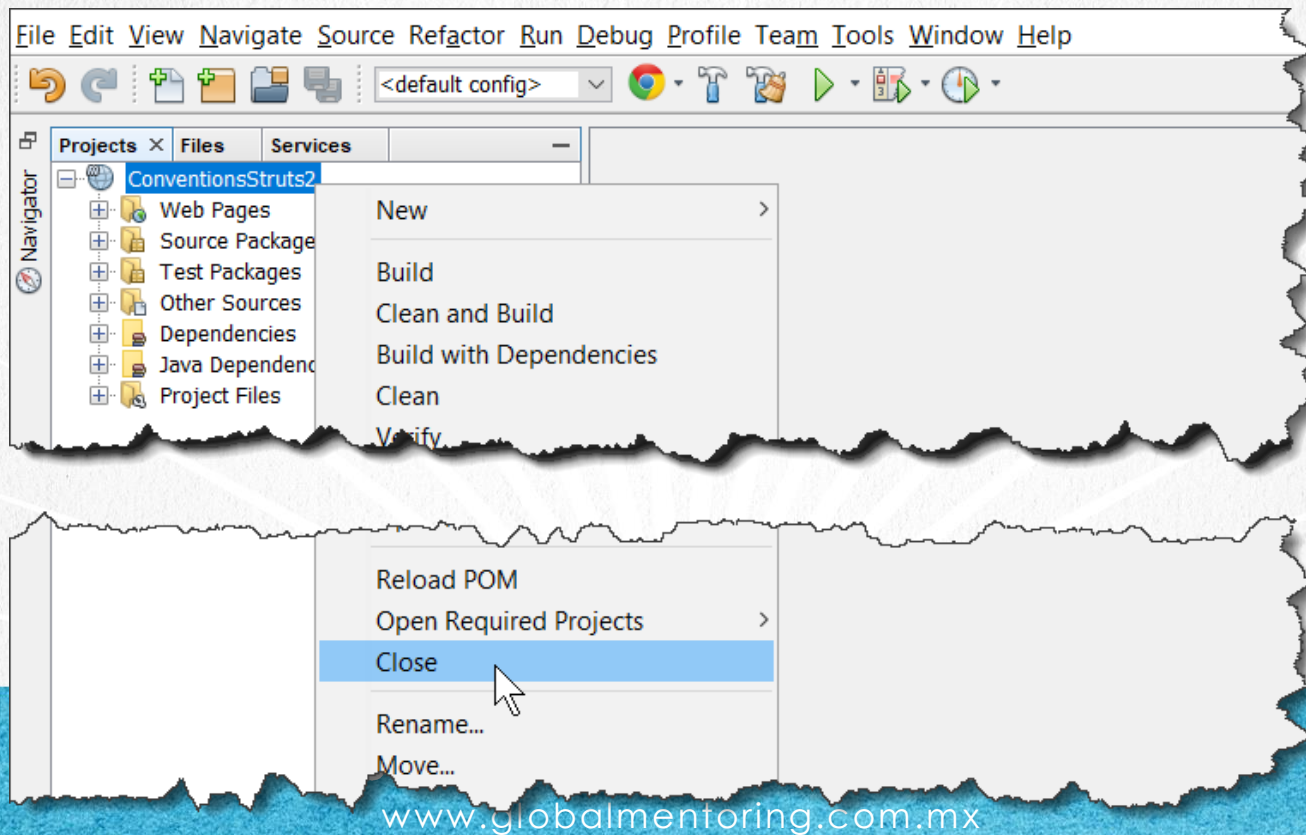 File Edit View Navigate Source Refactor Run Debug Profile Team Tools Window Help
<default config>
Projects Files Services
Navigator
ConventionsStruts2
Web Pages
Source Package
Test Packages
Other Sources
Dependencies
Java Dependenc
Project Files
New
Build
Clean and Build
Build with Dependencies
Clean
Verify
Reload POM
Open Required Projects
Close
Rename...
Move...
www.globalmentoring.com.mx